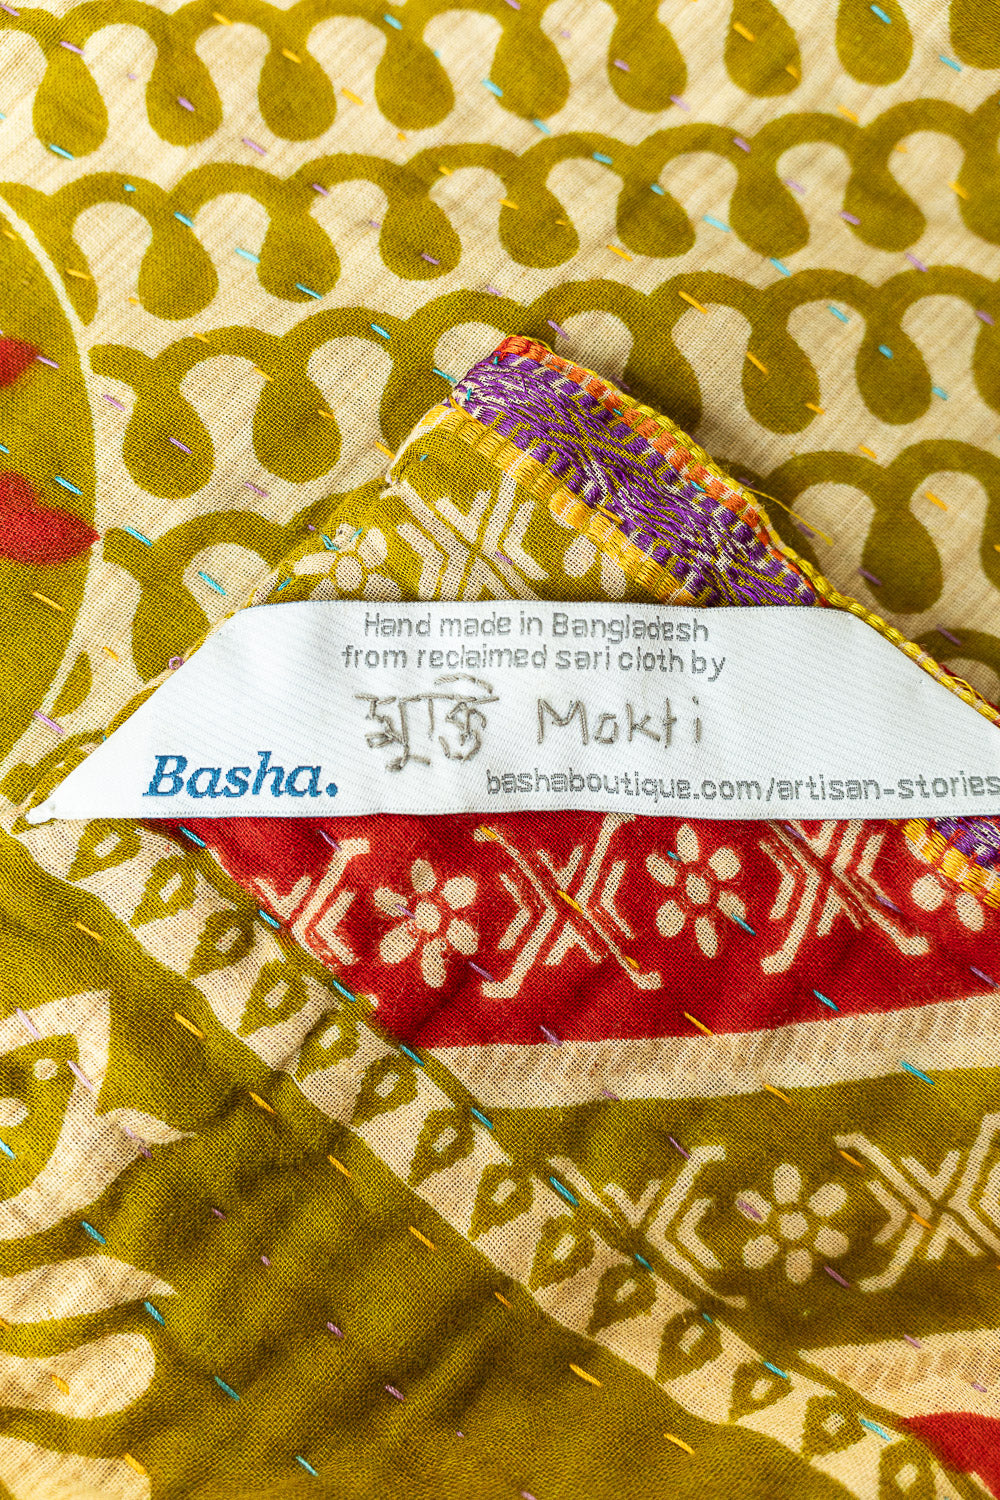 Hand made in Bangladesh
from reclaimed sari cloth by
মুক্তি Mokti
Basha.
bashaboutique.com/artisan-stories